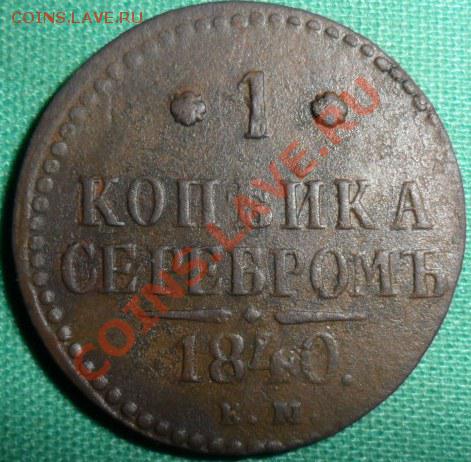 COINS.LAVE.RU
1
КОПѢЙКА
СЕРЕБРОМЪ
1840.
Е.М.
COINS.LAVE.RU